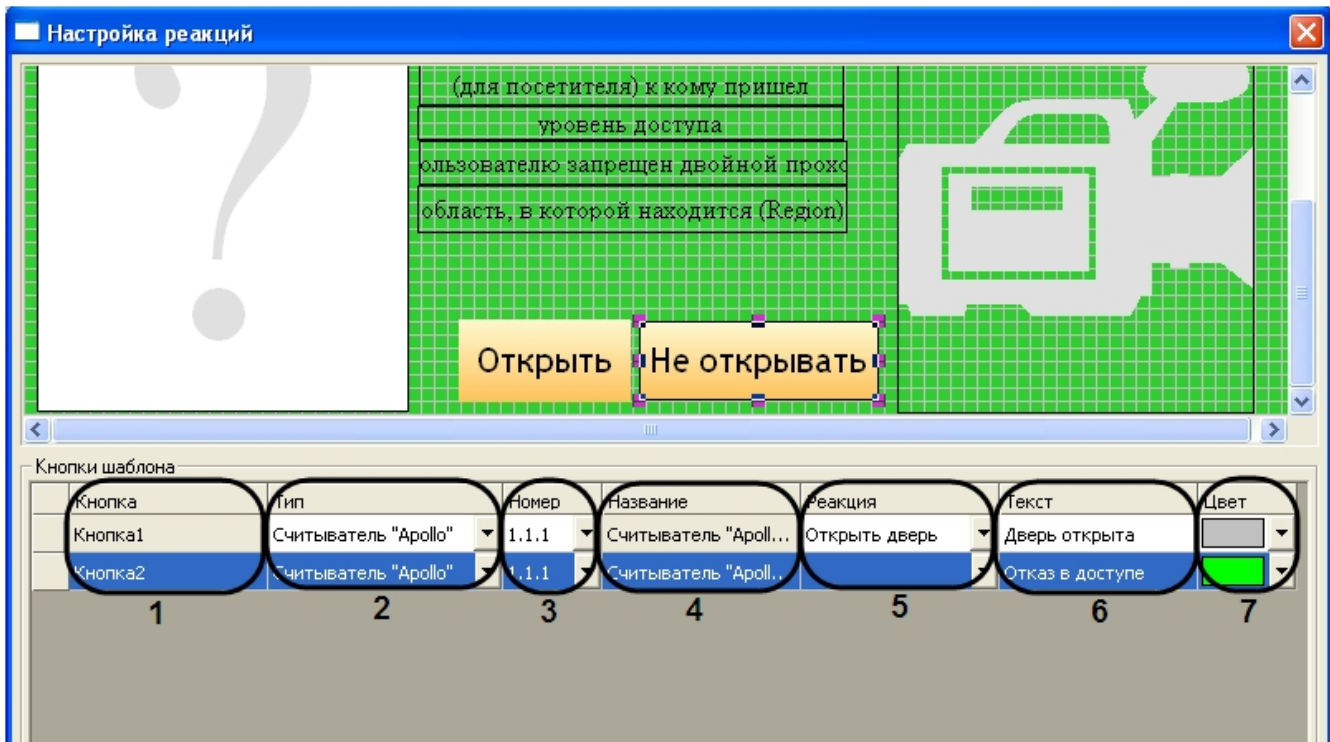 Настройка реакций
(для посетителя) к кому пришел
уровень доступа
ользователю запрещен двойной прохо
область, в которой находится (Region)
Открыть Не открывать
Кнопки шаблона
Кнопка Тип Номер Название Реакция Текст Цвет
Кнопка1 Считыватель "Apollo" 1.1.1 Считыватель "Apoll... Открыть дверь Дверь открыта
Кнопка2 Считыватель "Apollo" 1.1.1 Считыватель "Apoll... Отказ в доступе
1 2 3 4 5 6 7